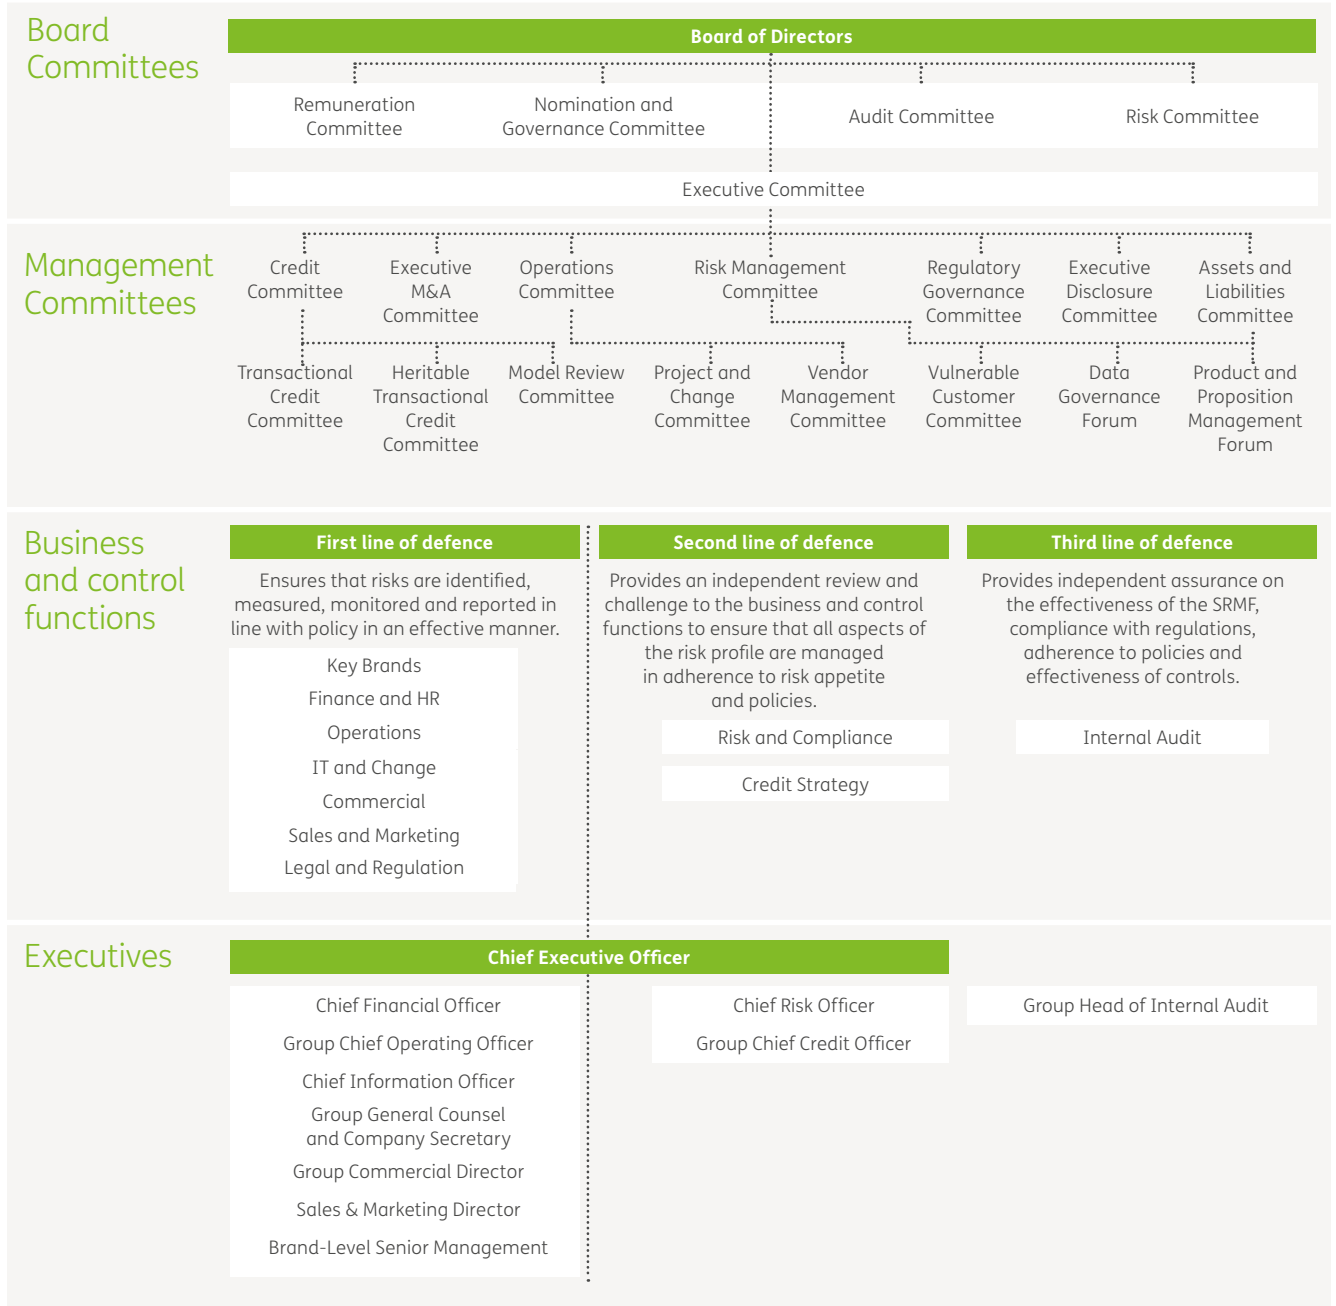 Board
Committees
Board of Directors
Remuneration
Committee
Nomination and
Governance Committee
Audit Committee
Risk Committee
Executive Committee
Management
Committees
Credit
Committee
Executive
M&A
Committee
Operations
Committee
Risk Management
Committee
Regulatory
Governance
Committee
Executive
Disclosure
Committee
Assets and
Liabilities
Committee
Transactional
Credit
Committee
Heritable
Transactional
Credit
Committee
Model Review
Committee
Project and
Change
Committee
Vendor
Management
Committee
Vulnerable
Customer
Committee
Data
Governance
Forum
Product and
Proposition
Management
Forum
Business
and control
functions
First line of defence
Ensures that risks are identified,
measured, monitored and reported in
line with policy in an effective manner.
Key Brands
Finance and HR
Operations
IT and Change
Commercial
Sales and Marketing
Legal and Regulation
Second line of defence
Provides an independent review and
challenge to the business and control
functions to ensure that all aspects of
the risk profile are managed
in adherence to risk appetite
and policies.
Risk and Compliance
Credit Strategy
Third line of defence
Provides independent assurance on
the effectiveness of the SRMF,
compliance with regulations,
adherence to policies and
effectiveness of controls.
Internal Audit
Executives
Chief Executive Officer
Chief Financial Officer
Group Chief Operating Officer
Chief Information Officer
Group General Counsel
and Company Secretary
Group Commercial Director
Sales & Marketing Director
Brand-Level Senior Management
Chief Risk Officer
Group Chief Credit Officer
Group Head of Internal Audit